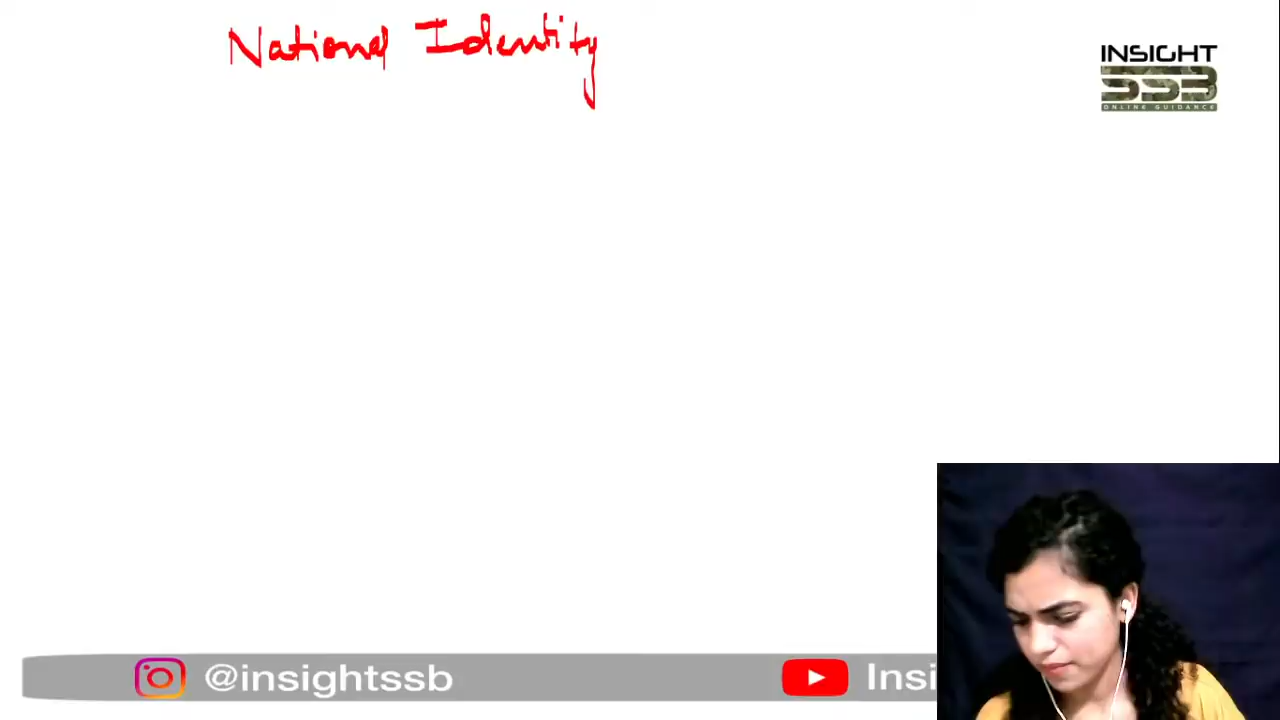 National Identity
INSIGHT
SSB
ONLINE GUIDANCE
@insightssb
Insi